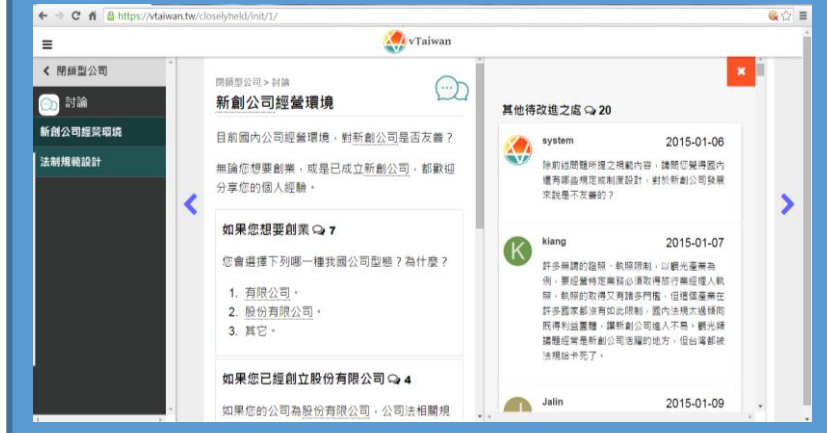 https://vtaiwan.tw/closelyheld/init/1/
vTaiwan
閉鎖型公司
討論
新創公司經營環境
法制規範設計
閉鎖型公司 > 討論
新創公司經營環境
目前國內公司經營環境，對新創公司是否友善？
無論您想要創業，或是已成立新創公司，都歡迎
分享您的個人經驗。
如果您想要創業 7
您會選擇下列哪一種我國公司型態？為什麼？
1. 有限公司。
2. 股份有限公司。
3. 其它。
如果您已經創立股份有限公司 4
如果您的公司為股份有限公司，公司法相關規
其他待改進之處 20
system 2015-01-06
除前述問題所提之規範內容，請問您覺得國內
還有哪些規定或制度設計，對於新創公司發展
來說是不友善的？
K
kiang 2015-01-07
許多無謂的證照、執照限制，以觀光產業為
例，要經營特定業務必須取得旅行業經理人執
照，執照的取得又有諸多門檻，但這個產業在
許多國家都沒有如此限制，國內法規太過傾向
既得利益團體，讓新創公司進入不易。觀光類
議題經常是新創公司活躍的地方，但台灣都被
法規給卡死了。
J
Jalin 2015-01-09